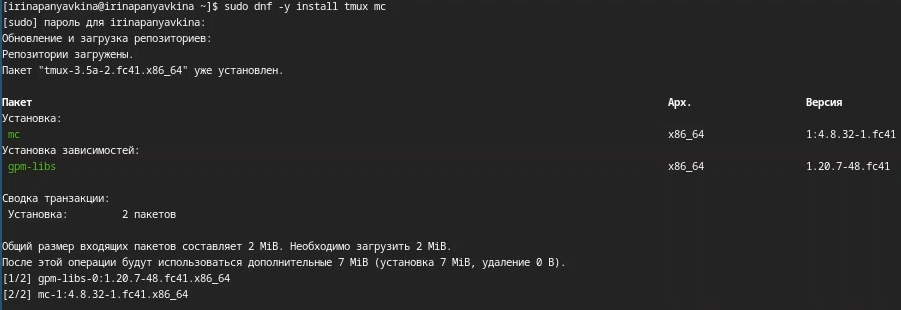 [irinapanyavkina@irinapanyavkina ~]$ sudo dnf -y install tmux mc
[sudo] пароль для irinapanyavkina:
Обновление и загрузка репозиториев:
Репозитории загружены.
Пакет "tmux-3.5a-2.fc41.x86_64" уже установлен.
Пакет Арх. Версия
Установка:
mc x86_64 1:4.8.32-1.fc41
Установка зависимостей:
gpm-libs x86_64 1.20.7-48.fc41
Сводка транзакции:
Установка: 2 пакетов
Общий размер входящих пакетов составляет 2 MiB. Необходимо загрузить 2 MiB.
После этой операции будут использоваться дополнительные 7 MiB (установка 7 MiB, удаление 0 B).
[1/2] gpm-libs-0:1.20.7-48.fc41.x86_64
[2/2] mc-1:4.8.32-1.fc41.x86_64